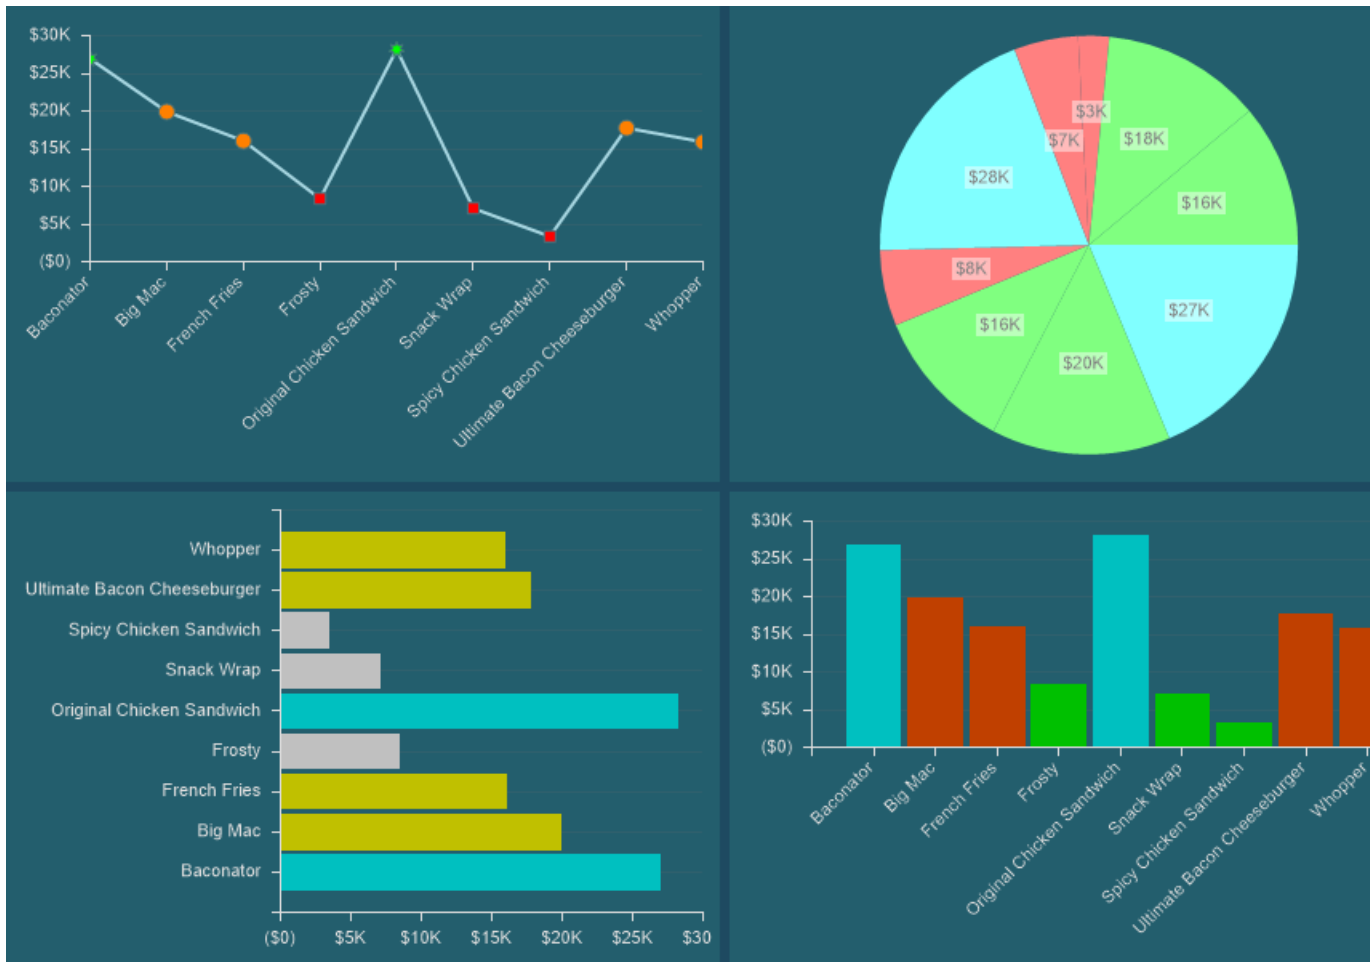 $30K
$25K
$20K
$15K
$10K
$5K
($0)
Baconator
Big Mac
French Fries
Frosty
Original Chicken Sandwich
Snack Wrap
Spicy Chicken Sandwich
Ultimate Bacon Cheeseburger
Whopper
$3K
$7K
$18K
$28K
$16K
$8K
$27K
$16K
$20K
Whopper
Ultimate Bacon Cheeseburger
Spicy Chicken Sandwich
Snack Wrap
Original Chicken Sandwich
Frosty
French Fries
Big Mac
Baconator
($0) $5K $10K $15K $20K $25K $30
$30K
$25K
$20K
$15K
$10K
$5K
($0)
Baconator
Big Mac
French Fries
Frosty
Original Chicken Sandwich
Snack Wrap
Spicy Chicken Sandwich
Ultimate Bacon Cheeseburger
Whopper